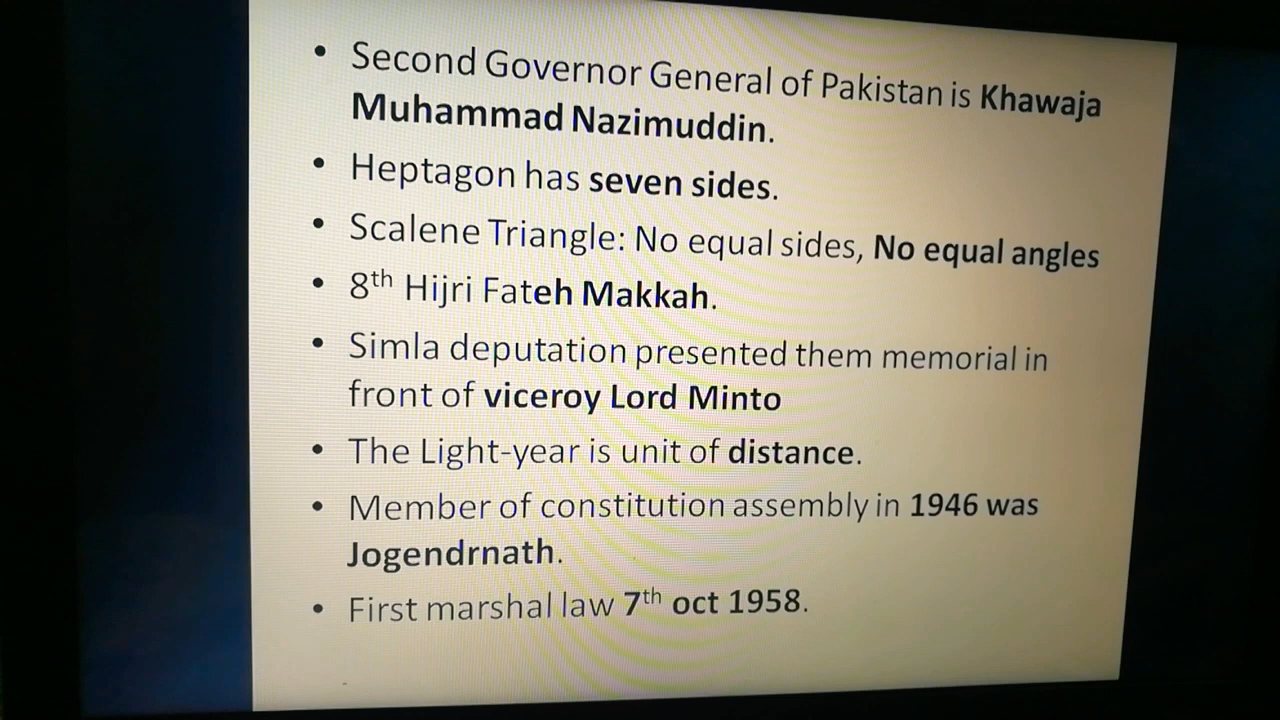 • Second Governor General of Pakistan is Khawaja
Muhammad Nazimuddin.
• Heptagon has seven sides.
• Scalene Triangle: No equal sides, No equal angles
• 8th Hijri Fateh Makkah.
• Simla deputation presented them memorial in
front of viceroy Lord Minto
• The Light-year is unit of distance.
• Member of constitution assembly in 1946 was
Jogendrnath.
• First marshal law 7th oct 1958.